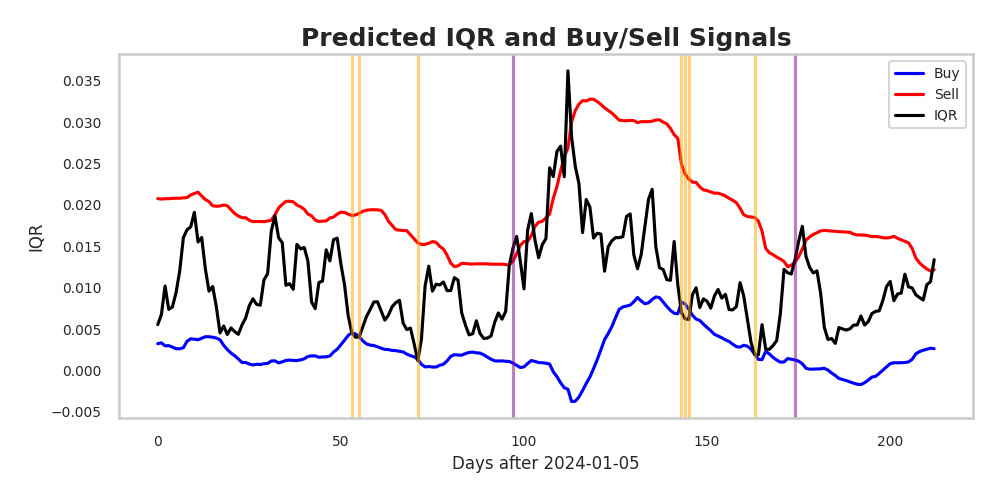 Predicted IQR and Buy/Sell Signals
IQR
0.035
0.030
0.025
0.020
0.015
0.010
0.005
0.000
−0.005
0 50 100 150 200
Days after 2024-01-05
Buy
Sell
IQR